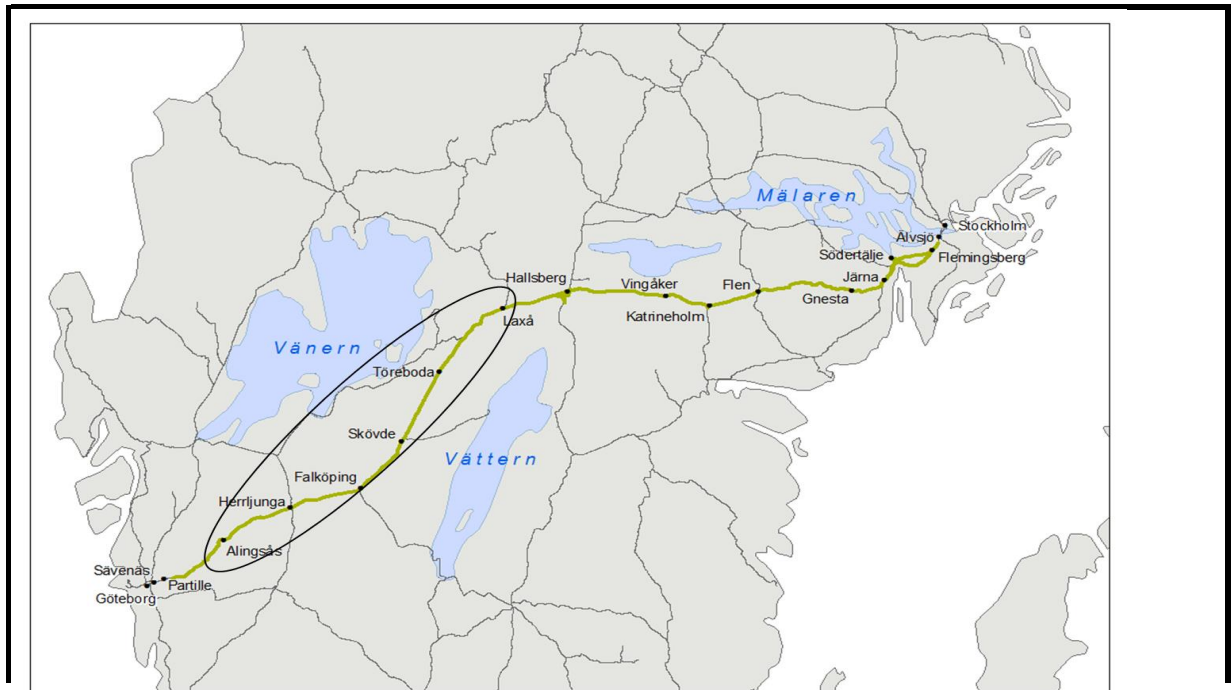 Mälaren
Stockholm
Älvsjö
Södertälje
Flemingsberg
Hallsberg
Vingåker
Flen
Järna
Gnesta
Katrineholm
Laxå
Vänern
Töreboda
Skövde
Vättern
Falköping
Herrljunga
Alingsås
Sävenäs
Partille
Göteborg